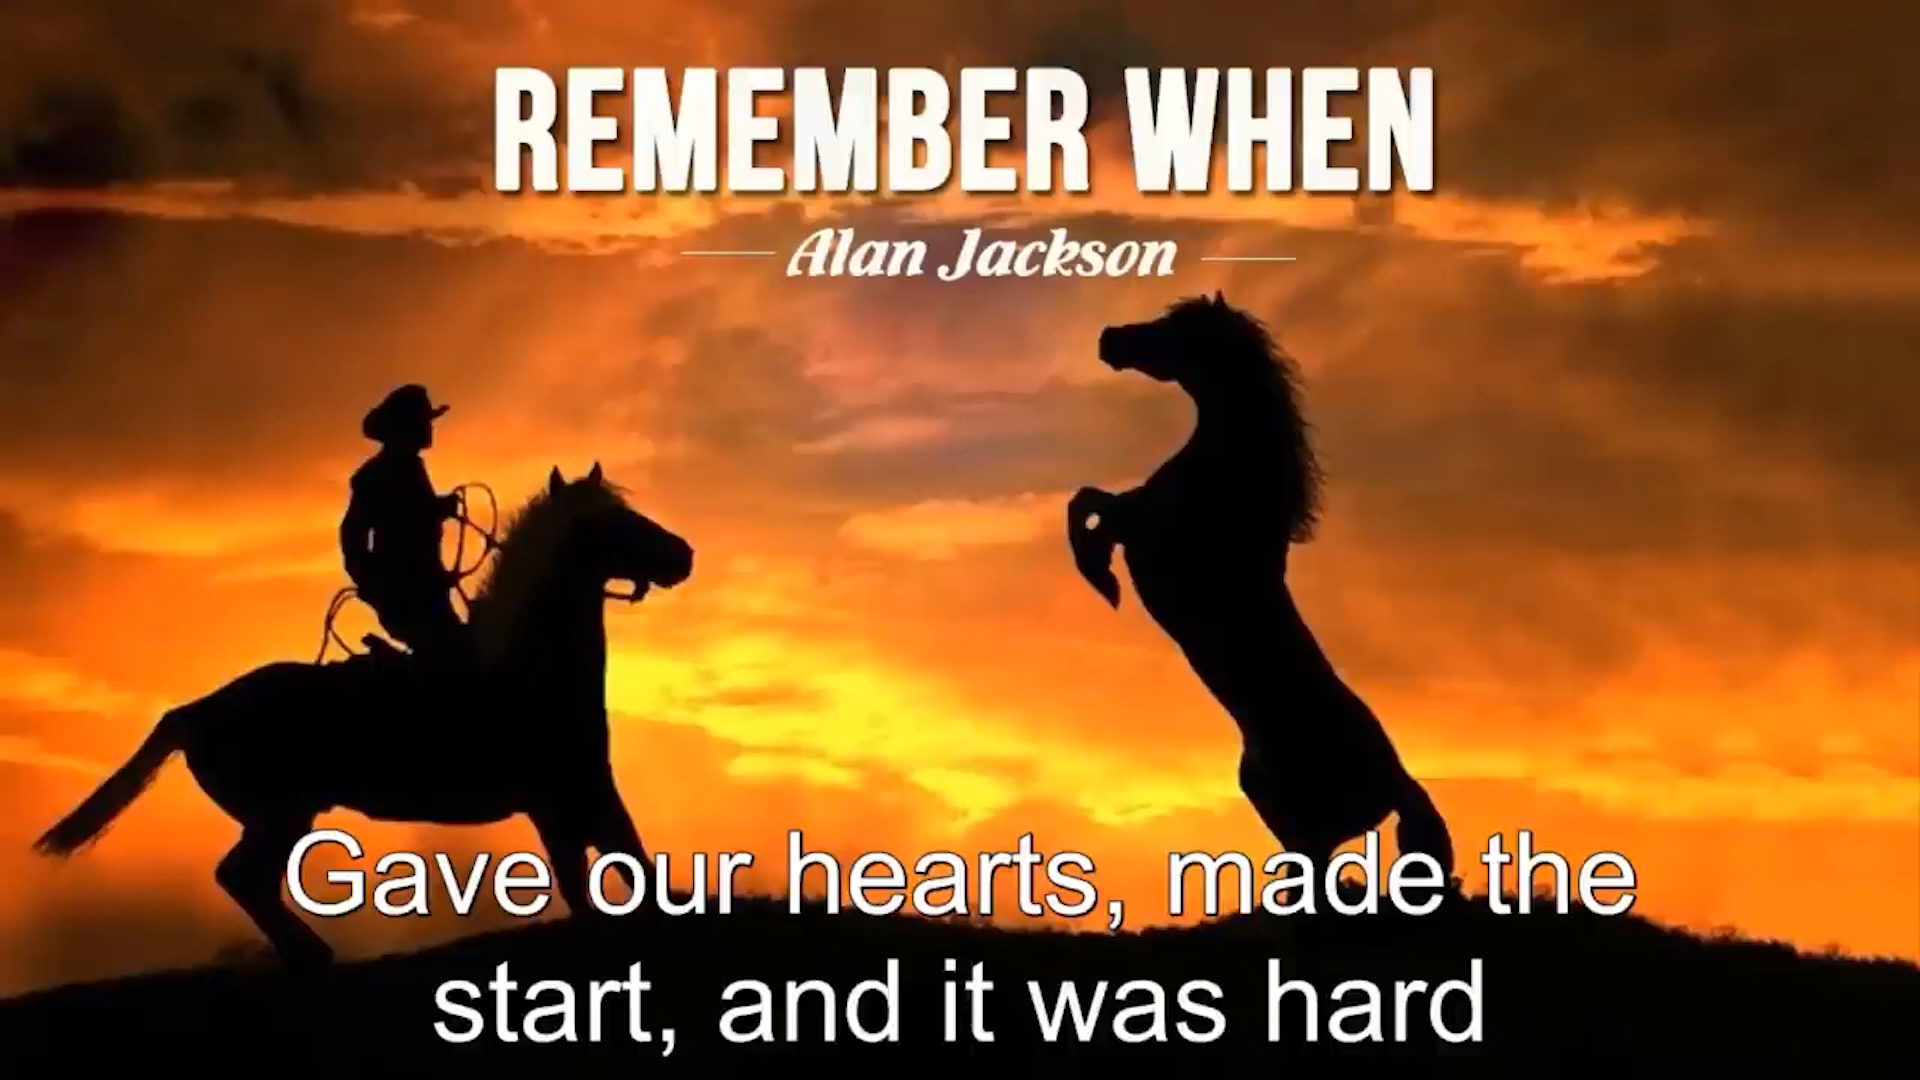 REMEMBER WHEN
Alan Jackson
Gave our hearts, made the
start, and it was hard